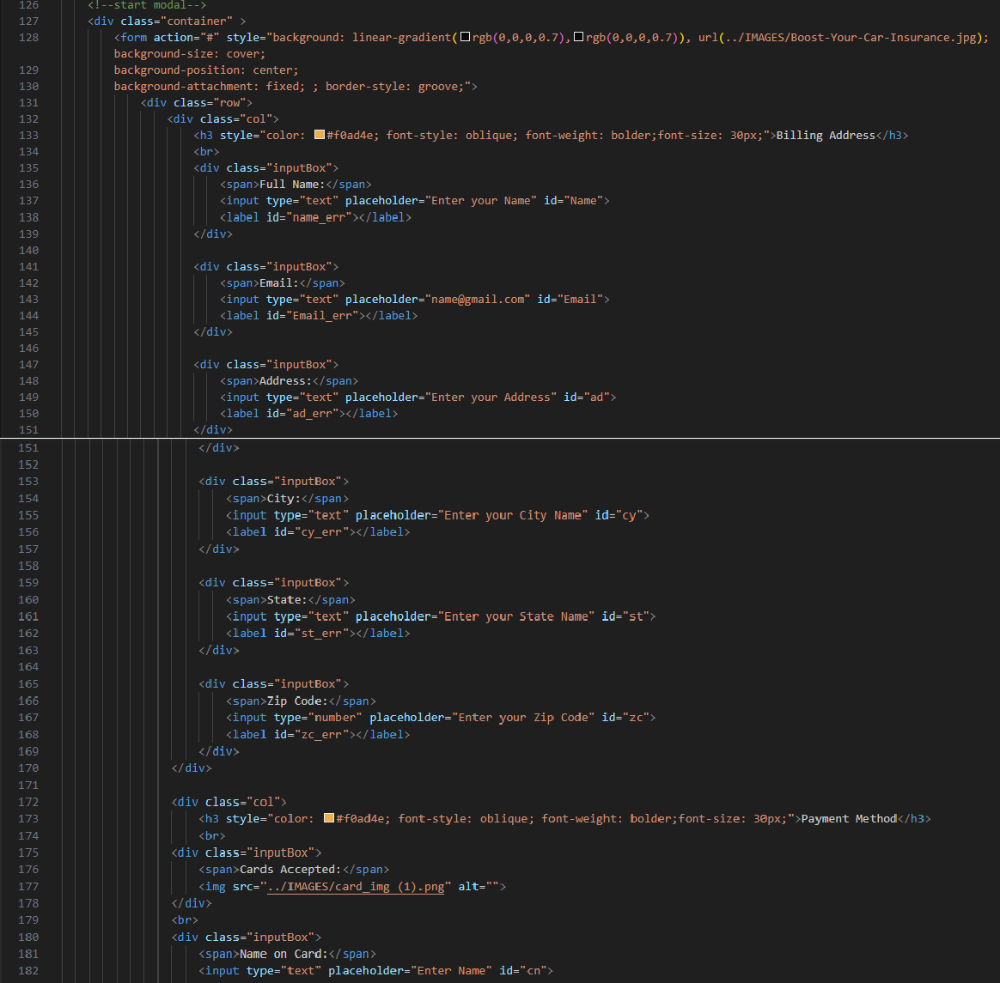 126 <!--start modal-->
127 <div class="container" >
128 <form action="#" style="background: linear-gradient(rgb(0,0,0,0.7),rgb(0,0,0,0.7)), url(../IMAGES/Boost-Your-Car-Insurance.jpg);
background-size: cover;
129 background-position: center;
130 background-attachment: fixed; ; border-style: groove;">
131 <div class="row">
132 <div class="col">
133 <h3 style="color: #f0ad4e; font-style: oblique; font-weight: bolder;font-size: 30px;">Billing Address</h3>
134 <br>
135 <div class="inputBox">
136 <span>Full Name:</span>
137 <input type="text" placeholder="Enter your Name" id="Name">
138 <label id="name_err"></label>
139 </div>
140
141 <div class="inputBox">
142 <span>Email:</span>
143 <input type="text" placeholder="name@gmail.com" id="Email">
144 <label id="Email_err"></label>
145 </div>
146
147 <div class="inputBox">
148 <span>Address:</span>
149 <input type="text" placeholder="Enter your Address" id="ad">
150 <label id="ad_err"></label>
151 </div>
151 </div>
152
153 <div class="inputBox">
154 <span>City:</span>
155 <input type="text" placeholder="Enter your City Name" id="cy">
156 <label id="cy_err"></label>
157 </div>
158
159 <div class="inputBox">
160 <span>State:</span>
161 <input type="text" placeholder="Enter your State Name" id="st">
162 <label id="st_err"></label>
163 </div>
164
165 <div class="inputBox">
166 <span>Zip Code:</span>
167 <input type="number" placeholder="Enter your Zip Code" id="zc">
168 <label id="zc_err"></label>
169 </div>
170 </div>
171
172 <div class="col">
173 <h3 style="color: #f0ad4e; font-style: oblique; font-weight: bolder;font-size: 30px;">Payment Method</h3>
174 <br>
175 <div class="inputBox">
176 <span>Cards Accepted:</span>
177 <img src="../IMAGES/card_img (1).png" alt="">
178 </div>
179 <br>
180 <div class="inputBox">
181 <span>Name on Card:</span>
182 <input type="text" placeholder="Enter Name" id="cn">